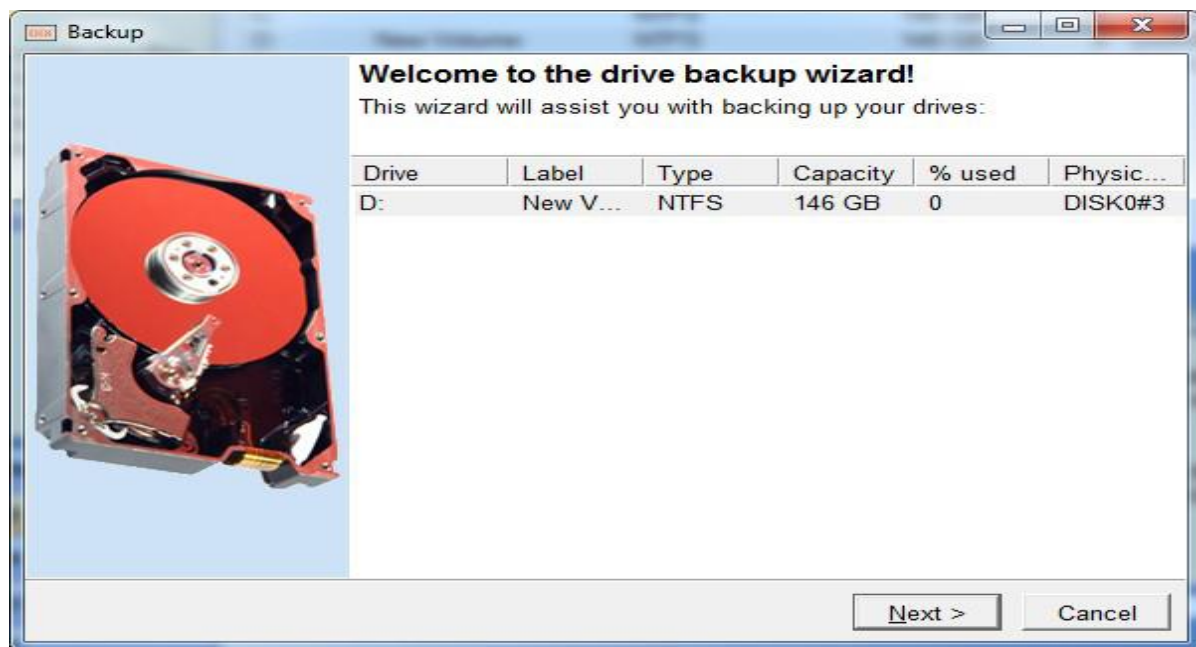 Backup
Welcome to the drive backup wizard!
This wizard will assist you with backing up your drives:
Drive Label Type Capacity % used Physic...
D: New V... NTFS 146 GB 0 DISK0#3
Next > Cancel